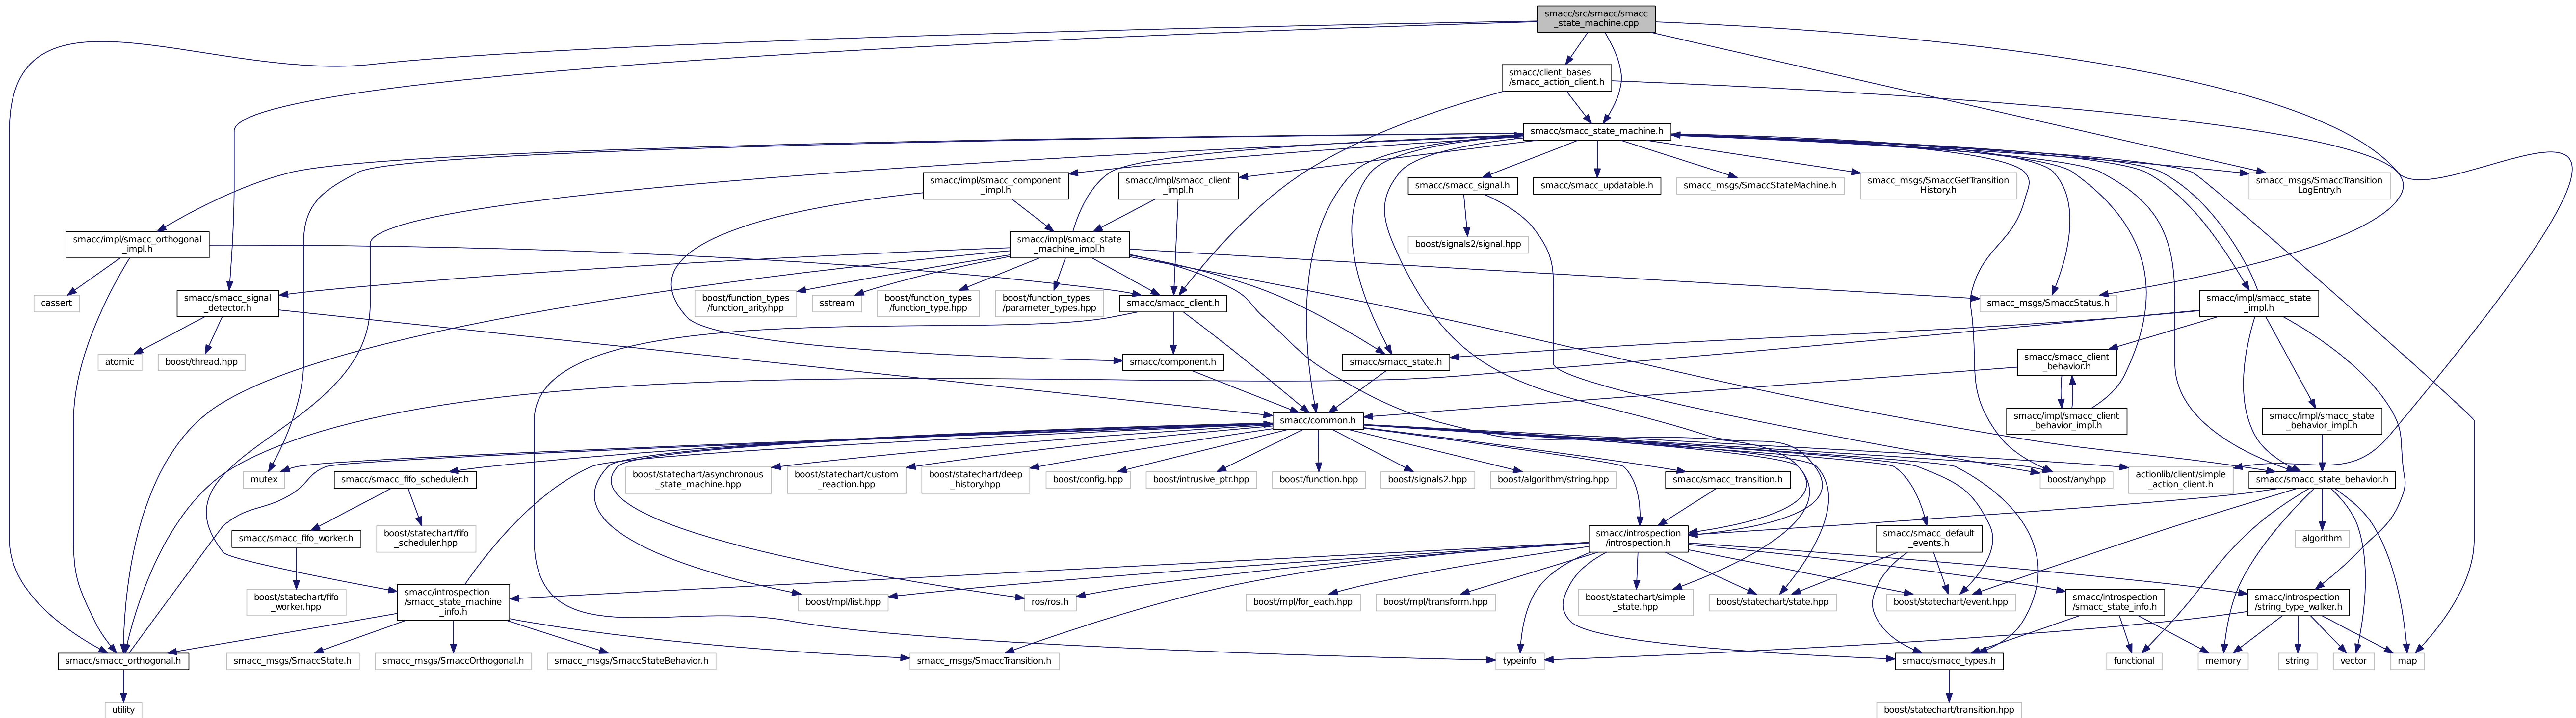 smacc/src/smacc/smacc
_state_machine.cpp
smacc/client_bases
/smacc_action_client.h
smacc/smacc_state_machine.h
smacc/impl/smacc_component
_impl.h
smacc/impl/smacc_client
_impl.h
smacc/smacc_signal.h
smacc/smacc_updatable.h
smacc_msgs/SmaccStateMachine.h
smacc_msgs/SmaccGetTransition
History.h
smacc_msgs/SmaccTransition
LogEntry.h
smacc/impl/smacc_orthogonal
_impl.h
smacc/impl/smacc_state
_machine_impl.h
boost/signals2/signal.hpp
cassert
smacc/smacc_signal
_detector.h
boost/function_types
/function_arity.hpp
sstream
boost/function_types
/function_type.hpp
boost/function_types
/parameter_types.hpp
smacc/smacc_client.h
smacc_msgs/SmaccStatus.h
smacc/impl/smacc_state
_impl.h
atomic
boost/thread.hpp
smacc/component.h
smacc/smacc_state.h
smacc/smacc_client
_behavior.h
smacc/common.h
smacc/impl/smacc_client
_behavior_impl.h
smacc/impl/smacc_state
_behavior_impl.h
mutex
smacc/smacc_fifo_scheduler.h
boost/statechart/asynchronous
_state_machine.hpp
boost/statechart/custom
_reaction.hpp
boost/statechart/deep
_history.hpp
boost/config.hpp
boost/intrusive_ptr.hpp
boost/function.hpp
boost/signals2.hpp
boost/algorithm/string.hpp
smacc/smacc_transition.h
boost/any.hpp
actionlib/client/simple
_action_client.h
smacc/smacc_state_behavior.h
smacc/smacc_fifo_worker.h
boost/statechart/fifo
_scheduler.hpp
smacc/introspection
/introspection.h
smacc/smacc_default
_events.h
algorithm
boost/statechart/fifo
_worker.hpp
smacc/introspection
/smacc_state_machine
_info.h
boost/mpl/list.hpp
ros/ros.h
boost/mpl/for_each.hpp
boost/mpl/transform.hpp
boost/statechart/simple
_state.hpp
boost/statechart/state.hpp
boost/statechart/event.hpp
smacc/introspection
/smacc_state_info.h
smacc/introspection
/string_type_walker.h
smacc/smacc_orthogonal.h
smacc_msgs/SmaccState.h
smacc_msgs/SmaccOrthogonal.h
smacc_msgs/SmaccStateBehavior.h
smacc_msgs/SmaccTransition.h
typeinfo
smacc/smacc_types.h
functional
memory
string
vector
map
utility
boost/statechart/transition.hpp